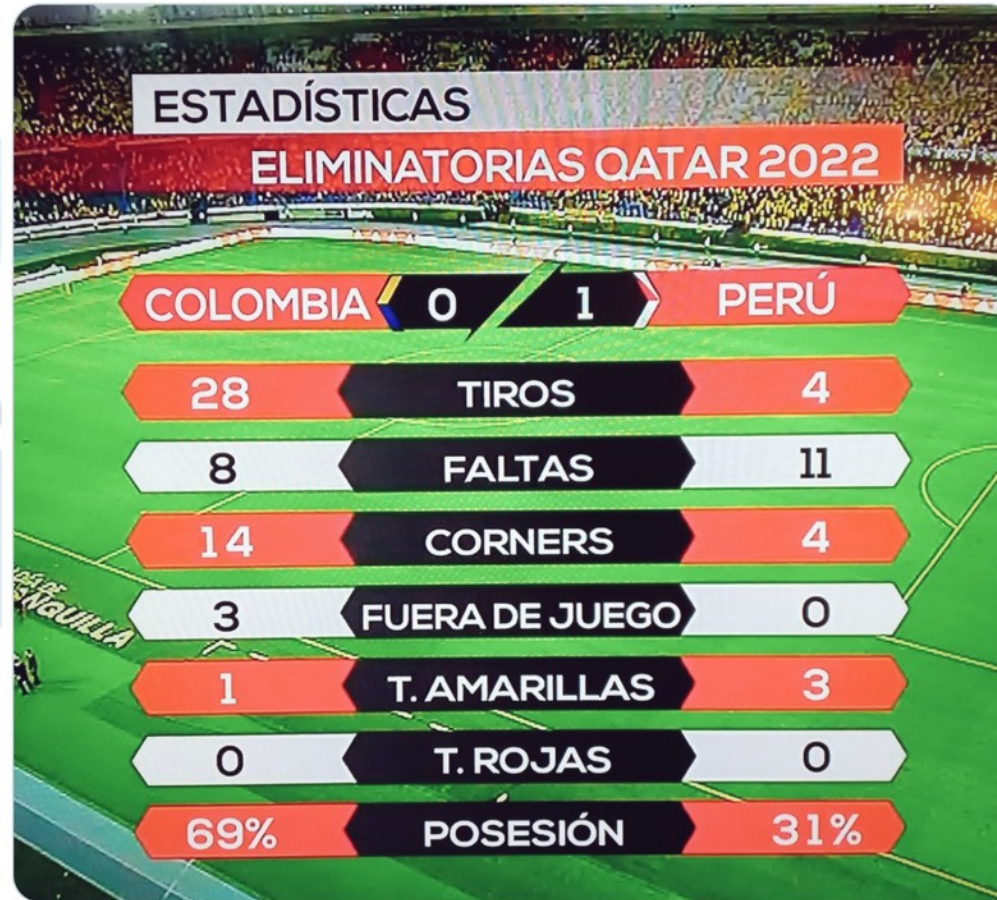 ESTADÍSTICAS
ELIMINATORIAS QATAR 2022
COLOMBIA 0 1 PERÚ
28 TIROS 4
8 FALTAS 11
14 CORNERS 4
3 FUERA DE JUEGO 0
1 T. AMARILLAS 3
0 T. ROJAS 0
69% POSESIÓN 31%